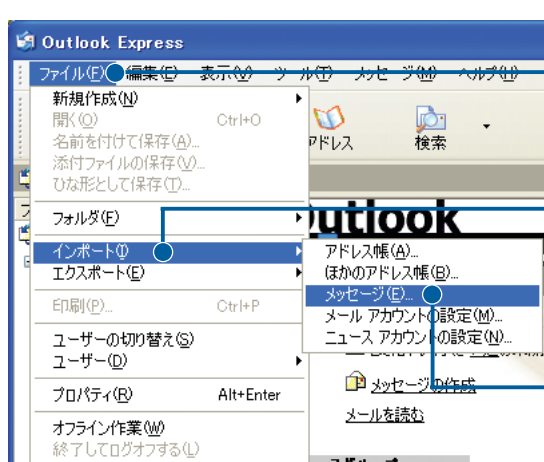 Outlook Express
ファイル(F) 編集(E) 表示(V) ツール(T) メッセージ(M) ヘルプ(H)
新規作成(N)
開く(O) Ctrl+O
名前を付けて保存(A)...
添付ファイルの保存(V)...
ひな形として保存(T)...
フォルダ(F)
インポート(I)
エクスポート(E)
印刷(P)... Ctrl+P
ユーザーの切り替え(S)
ユーザー(D)
プロパティ(R) Alt+Enter
オフライン作業(W)
終了してログオフする(L)
アドレス
検索
Outlook
アドレス帳(A)...
ほかのアドレス帳(B)...
メッセージ(E)...
メール アカウントの設定(M)...
ニュース アカウントの設定(N)...
メッセージの作成
メールを読む